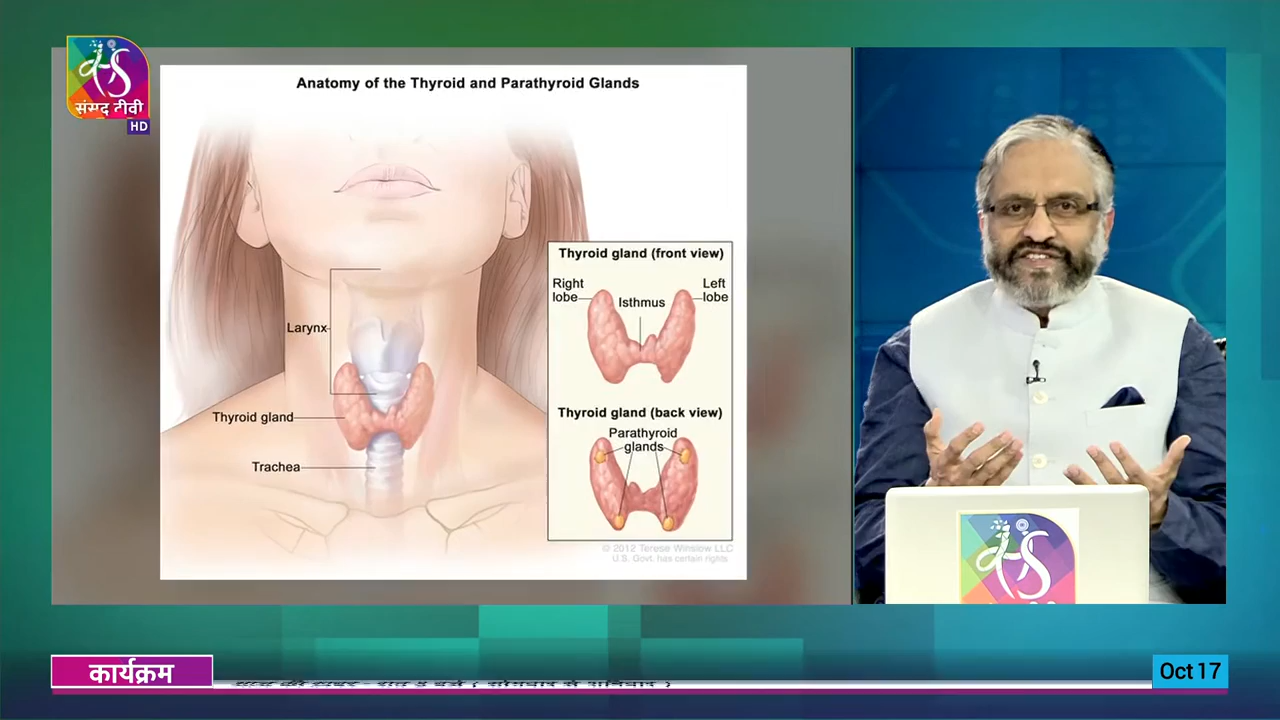 संसद टीवी
HD
Anatomy of the Thyroid and Parathyroid Glands
Larynx
Thyroid gland
Trachea
Thyroid gland (front view)
Right
lobe
Isthmus
Left
lobe
Thyroid gland (back view)
Parathyroid
glands
© 2012 Terese Winslow LLC
U.S. Govt. has certain rights
कार्यक्रम
Oct 17